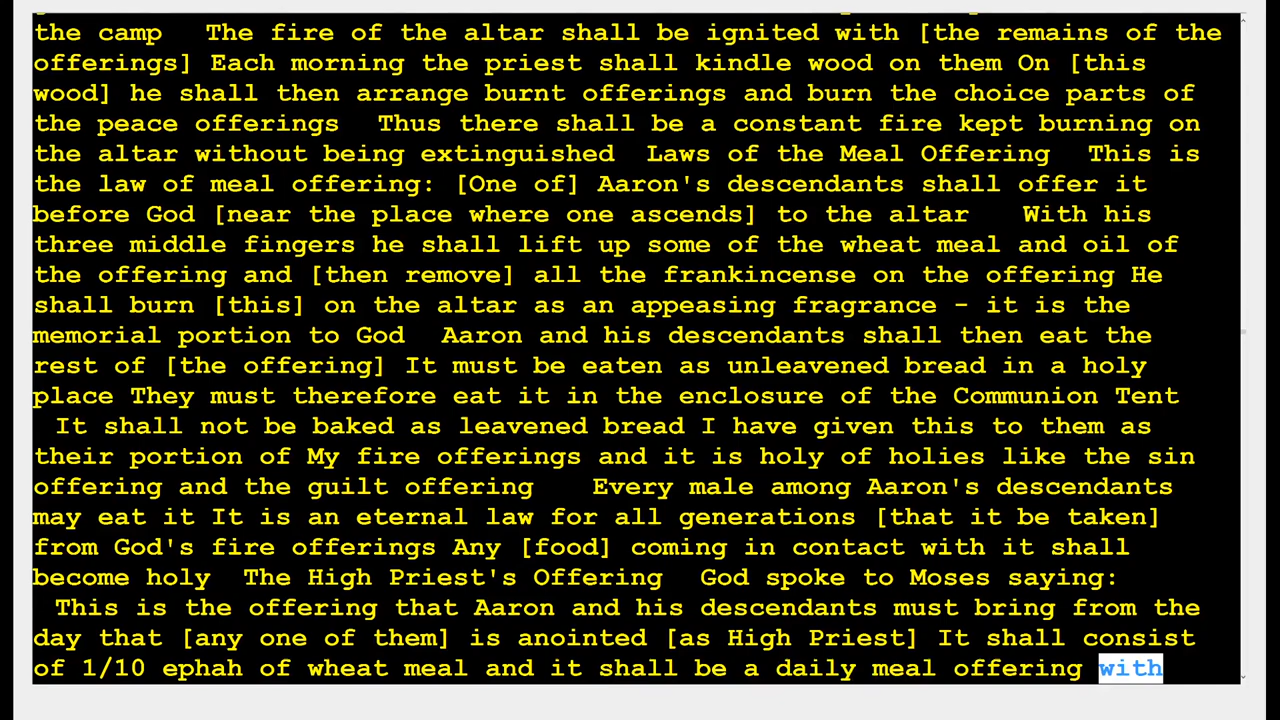 the camp   The fire of the altar shall be ignited with [the remains of the
offerings] Each morning the priest shall kindle wood on them On [this
wood] he shall then arrange burnt offerings and burn the choice parts of
the peace offerings   Thus there shall be a constant fire kept burning on
the altar without being extinguished  Laws of the Meal Offering   This is
the law of meal offering: [One of] Aaron's descendants shall offer it
before God [near the place where one ascends] to the altar    With his
three middle fingers he shall lift up some of the wheat meal and oil of
the offering and [then remove] all the frankincense on the offering He
shall burn [this] on the altar as an appeasing fragrance - it is the
memorial portion to God   Aaron and his descendants shall then eat the
rest of [the offering] It must be eaten as unleavened bread in a holy
place They must therefore eat it in the enclosure of the Communion Tent
It shall not be baked as leavened bread I have given this to them as
their portion of My fire offerings and it is holy of holies like the sin
offering and the guilt offering    Every male among Aaron's descendants
may eat it It is an eternal law for all generations [that it be taken]
from God's fire offerings Any [food] coming in contact with it shall
become holy   The High Priest's Offering   God spoke to Moses saying:
This is the offering that Aaron and his descendants must bring from the
day that [any one of them] is anointed [as High Priest] It shall consist
of 1/10 ephah of wheat meal and it shall be a daily meal offering with